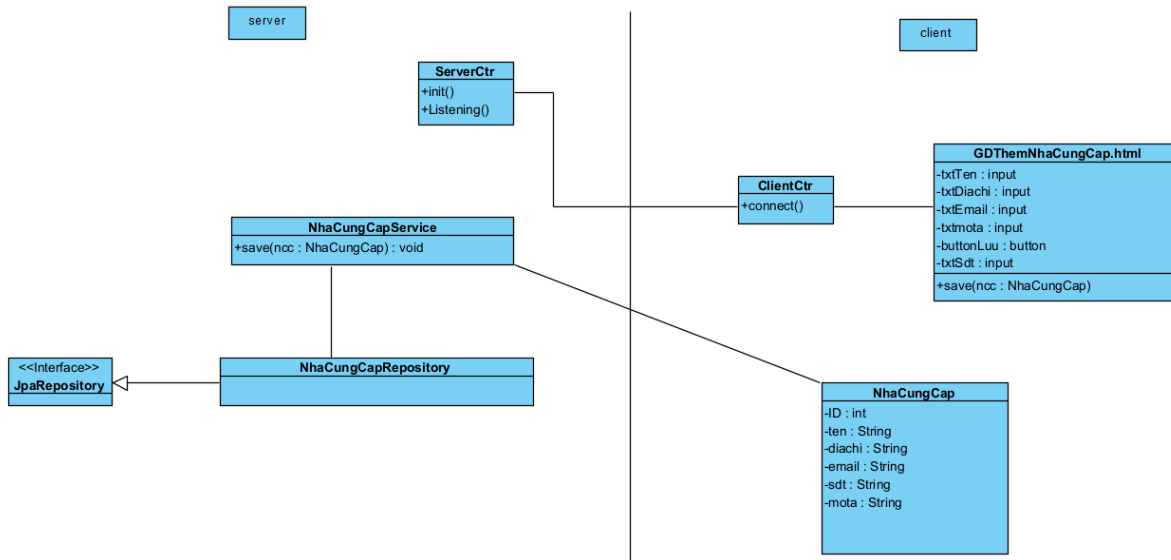 server
client
ServerCtr
+init()
+Listening()
GDThemNhaCungCap.html
-txtTen : input
-txtDiachi : input
-txtEmail : input
-txtmota : input
-buttonLuu : button
-txtSdt : input
+save(ncc : NhaCungCap)
ClientCtr
+connect()
NhaCungCapService
+save(ncc : NhaCungCap) : void
<<Interface>>
JpaRepository
NhaCungCapRepository
NhaCungCap
-ID : int
-ten : String
-diachi : String
-email : String
-sdt : String
-mota : String